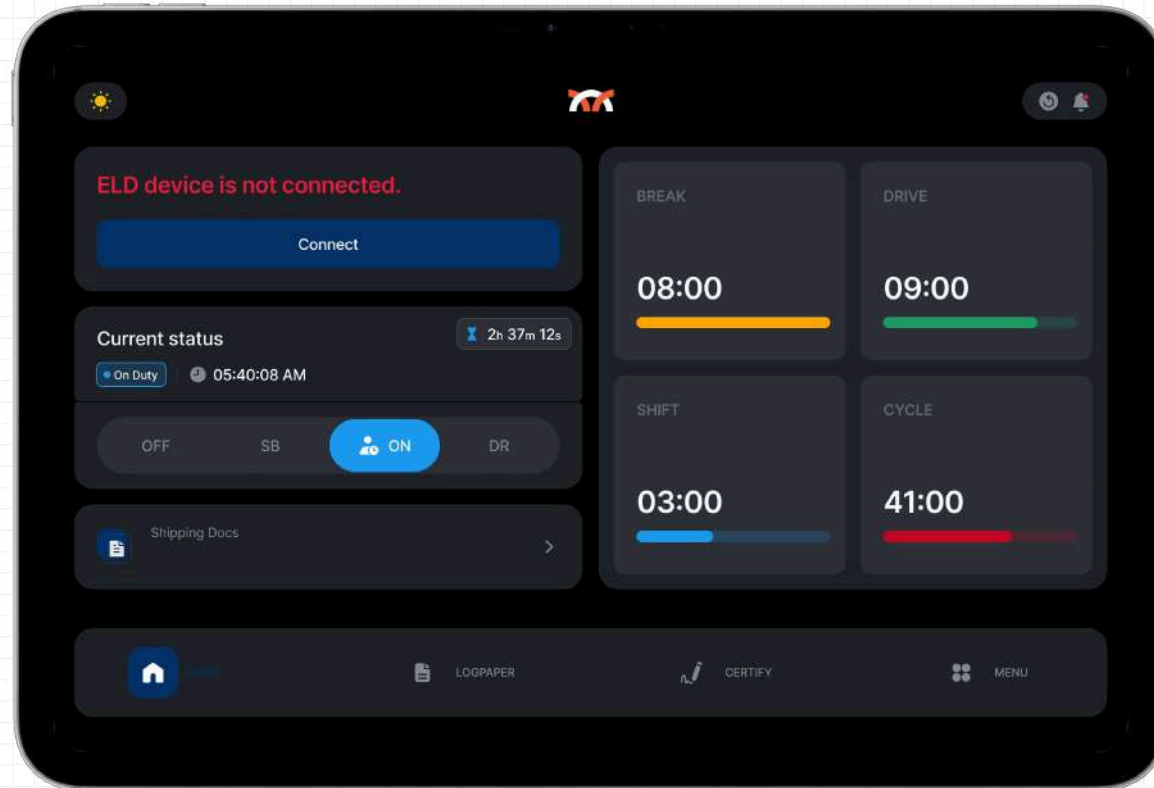 ELD device is not connected.
Connect
Current status
2h 37m 12s
On Duty
05:40:08 AM
OFF
SB
ON
DR
Shipping Docs
BREAK
DRIVE
08:00
09:00
SHIFT
CYCLE
03:00
41:00
LOGPAPER
CERTIFY
MENU